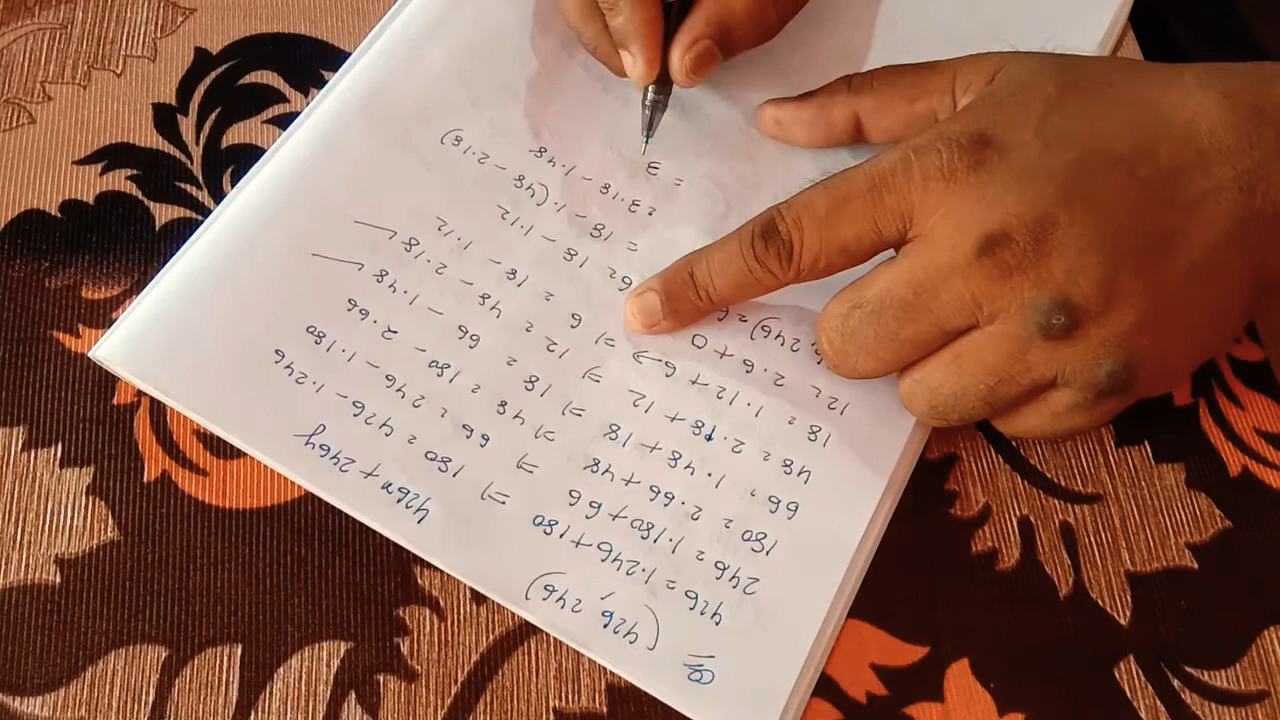 Q (426, 246)
426 = 1.246 + 180 ⇒ 180 = 426 - 1.246
246 = 1.180 + 66 ⇒ 66 = 246 - 1.180
180 = 2.66 + 48 ⇒ 48 = 180 - 2.66
66 = 1.48 + 18 ⇒ 18 = 66 - 1.48
48 = 2.18 + 12 ⇒ 12 = 48 - 2.18
18 = 1.12 + 6 ⇒ 6 = 18 - 1.12
12 = 2.6 + 0
246) = 6
426x + 246y
6 = 18 - 1.12
= 18 - 1.(48 - 2.18)
= 3.18 - 1.48
= 3